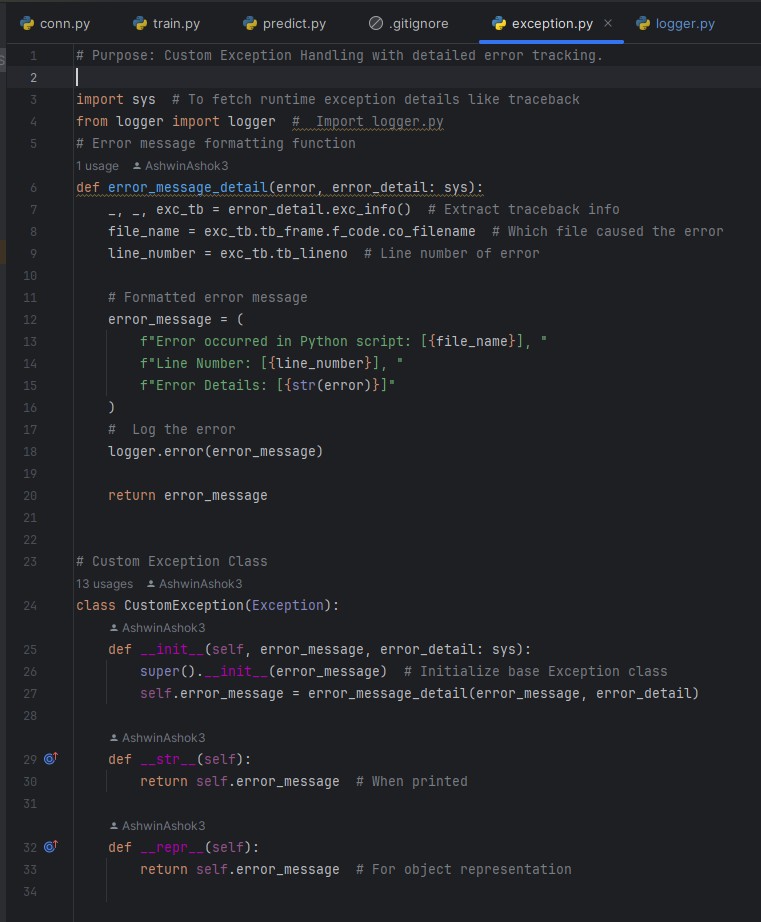 conn.py train.py predict.py .gitignore exception.py × logger.py
1 # Purpose: Custom Exception Handling with detailed error tracking.
2
3 import sys  # To fetch runtime exception details like traceback
4 from logger import logger  #  Import logger.py
5 # Error message formatting function
1 usage AshwinAshok3
6 def error_message_detail(error, error_detail: sys):
7     _, _, exc_tb = error_detail.exc_info()  # Extract traceback info
8     file_name = exc_tb.tb_frame.f_code.co_filename  # Which file caused the error
9     line_number = exc_tb.tb_lineno  # Line number of error
10
11     # Formatted error message
12     error_message = (
13         f"Error occurred in Python script: [{file_name}], "
14         f"Line Number: [{line_number}], "
15         f"Error Details: [{str(error)}]"
16     )
17     #  Log the error
18     logger.error(error_message)
19
20     return error_message
21
22
23 # Custom Exception Class
13 usages AshwinAshok3
24 class CustomException(Exception):
AshwinAshok3
25     def __init__(self, error_message, error_detail: sys):
26         super().__init__(error_message)  # Initialize base Exception class
27         self.error_message = error_message_detail(error_message, error_detail)
28
AshwinAshok3
29     def __str__(self):
30         return self.error_message  # When printed
31
AshwinAshok3
32     def __repr__(self):
33         return self.error_message  # For object representation
34